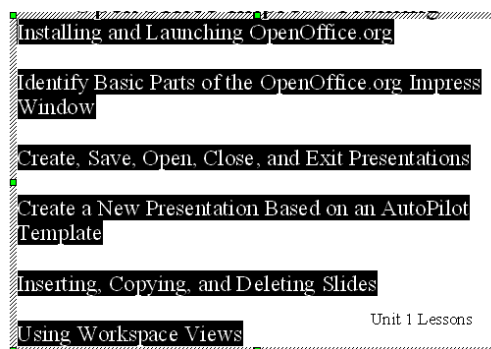 Installing and Launching OpenOffice.org
Identify Basic Parts of the OpenOffice.org Impress
Window
Create, Save, Open, Close, and Exit Presentations
Create a New Presentation Based on an AutoPilot
Template
Inserting, Copying, and Deleting Slides
Unit 1 Lessons
Using Workspace Views